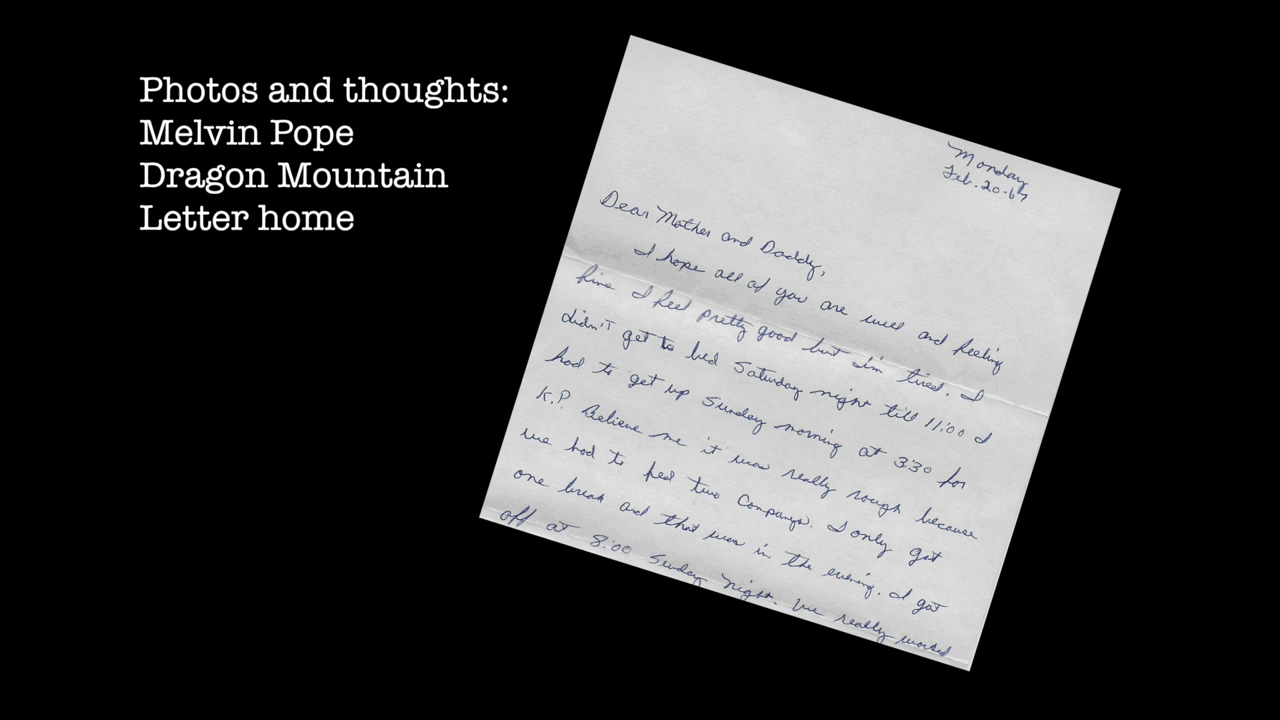 Photos and thoughts:
Melvin Pope
Dragon Mountain
Letter home
Monday
Feb. 20-67
Dear Mother and Daddy,
I hope all of you are well and feeling
fine I feel pretty good but I'm tired. I
didn't get to bed Saturday night till 11:00 I
had to get up Sunday morning at 3:30 for
K.P. Believe me it was really rough because
we had to fed two Companys. I only got
one break and that was in the evening. I got
off at 8:00 Sunday night. We really worked